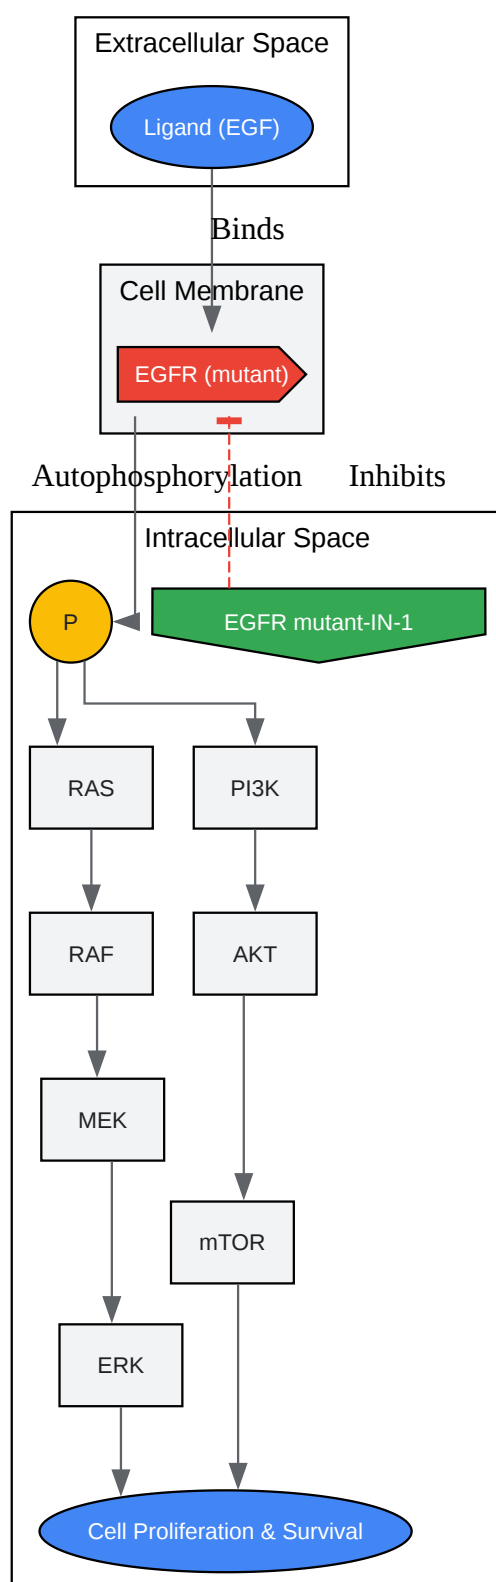 Extracellular Space
Ligand (EGF)
Binds
Cell Membrane
EGFR (mutant)
Autophosphorylation
Inhibits
Intracellular Space
P
EGFR mutant-IN-1
RAS
PI3K
RAF
AKT
MEK
mTOR
ERK
Cell Proliferation & Survival